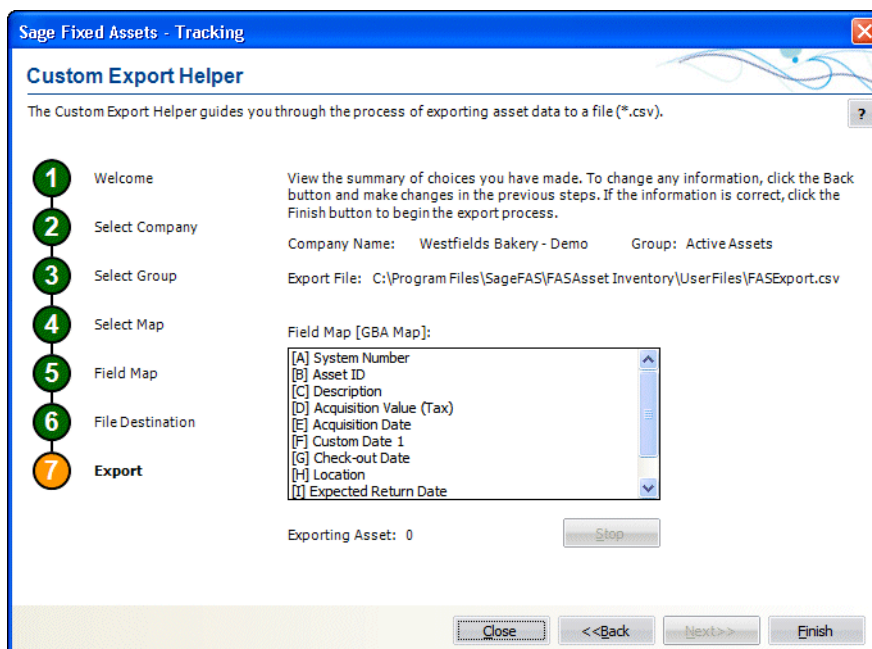 Sage Fixed Assets - Tracking
Custom Export Helper
The Custom Export Helper guides you through the process of exporting asset data to a file (*.csv).
?
1 Welcome
2 Select Company
3 Select Group
4 Select Map
5 Field Map
6 File Destination
7 Export
View the summary of choices you have made. To change any information, click the Back
button and make changes in the previous steps. If the information is correct, click the
Finish button to begin the export process.
Company Name: Westfields Bakery - Demo Group: Active Assets
Export File: C:\Program Files\SageFAS\FASAsset Inventory\UserFiles\FASExport.csv
Field Map [GBA Map]:
[A] System Number
[B] Asset ID
[C] Description
[D] Acquisition Value (Tax)
[E] Acquisition Date
[F] Custom Date 1
[G] Check-out Date
[H] Location
[I] Expected Return Date
Exporting Asset: 0 Stop
Close <<Back Next>> Finish